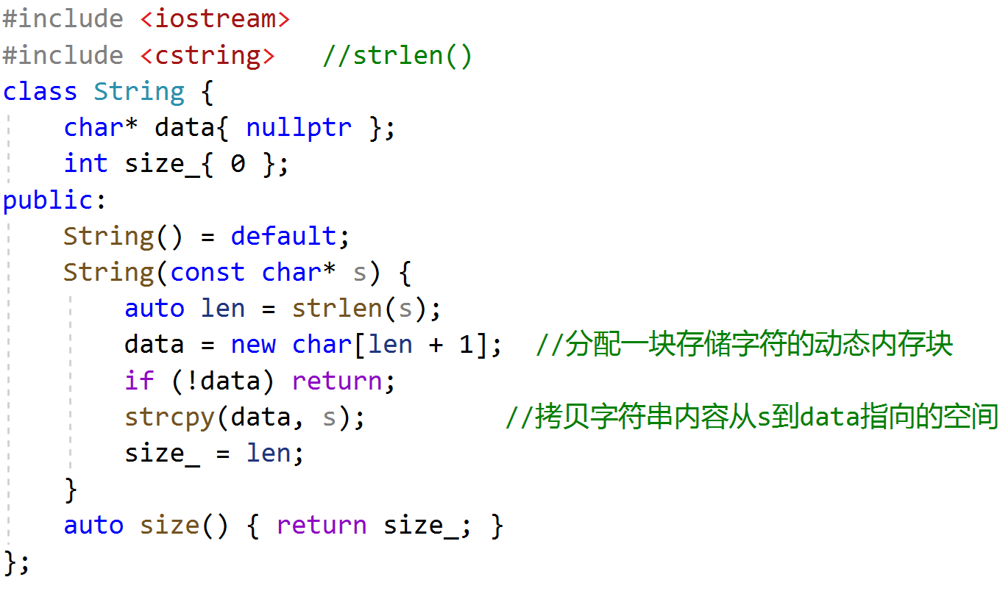 #include <iostream>
#include <cstring>   //strlen()
class String {
    char* data{ nullptr };
    int size_{ 0 };
public:
    String() = default;
    String(const char* s) {
        auto len = strlen(s);
        data = new char[len + 1];  //分配一块存储字符的动态内存块
        if (!data) return;
        strcpy(data, s);         //拷贝字符串内容从s到data指向的空间
        size_ = len;
    }
    auto size() { return size_; }
};